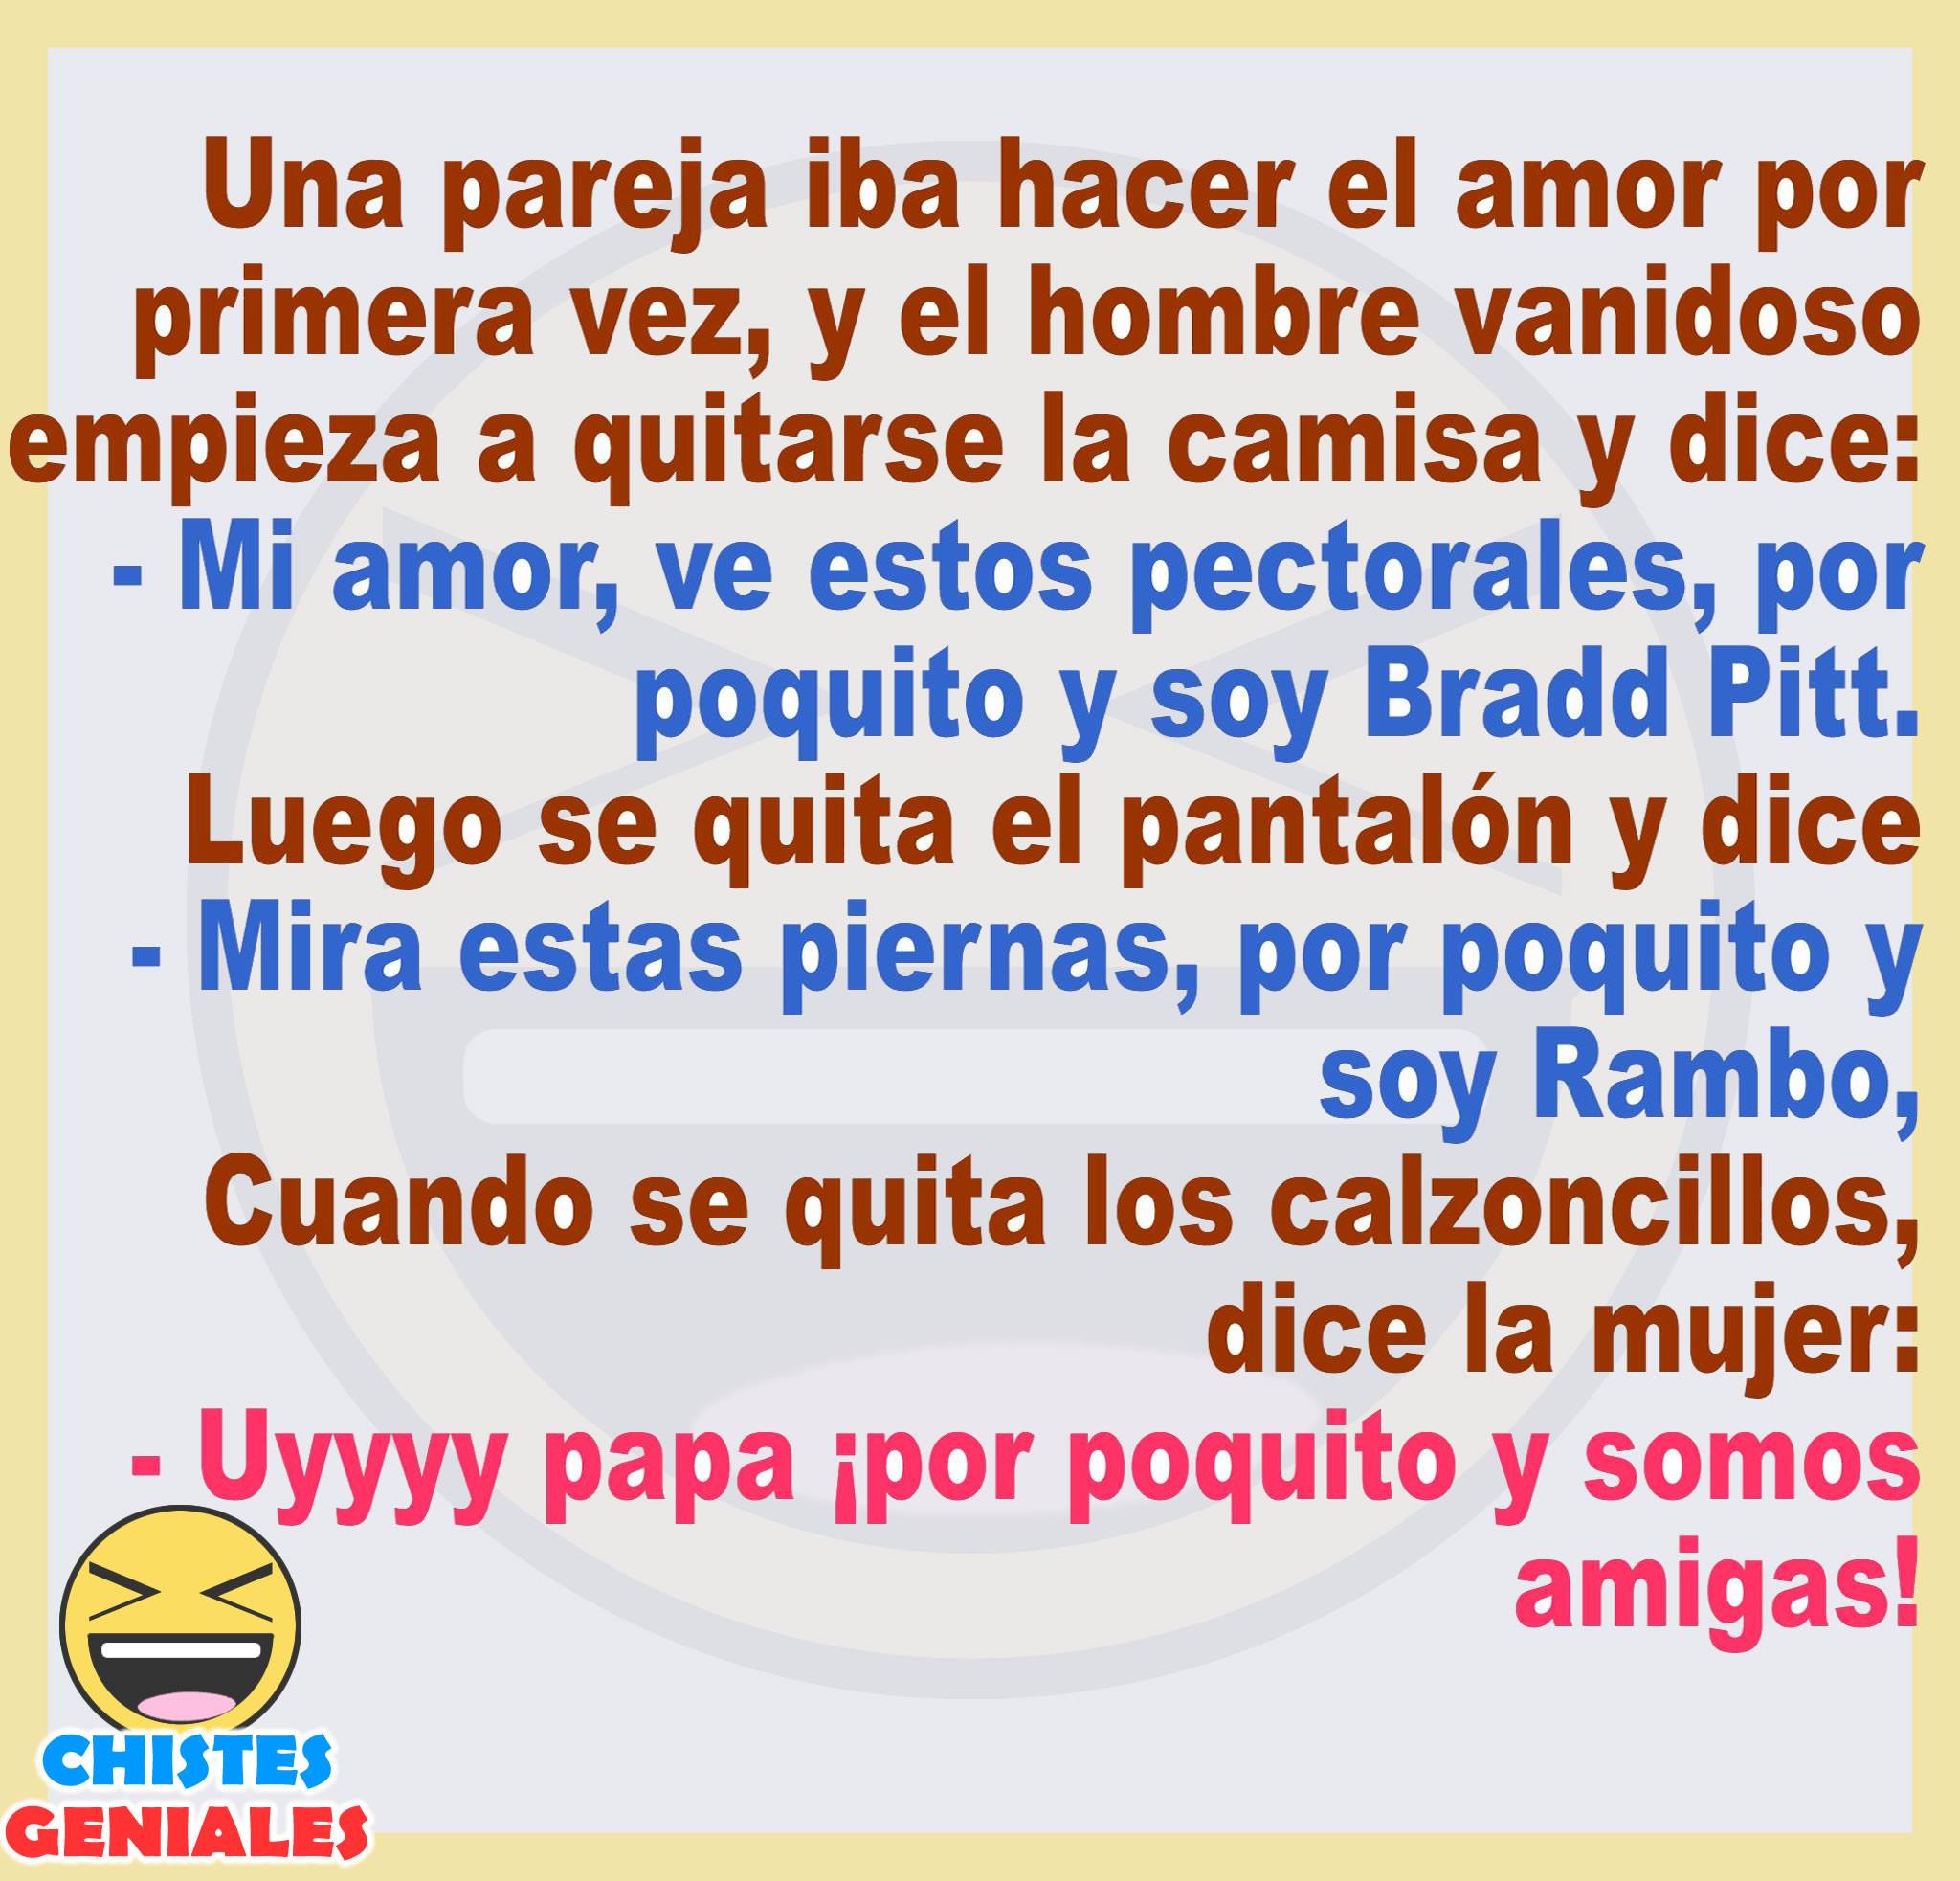 Una pareja iba hacer el amor por
primera vez, y el hombre vanidoso
empieza a quitarse la camisa y dice:
- Mi amor, ve estos pectorales, por
poquito y soy Bradd Pitt.
Luego se quita el pantalón y dice
- Mira estas piernas, por poquito y
soy Rambo,
Cuando se quita los calzoncillos,
dice la mujer:
- Uyyyy papa ¡por poquito y somos
amigas!
CHISTES
GENIALES